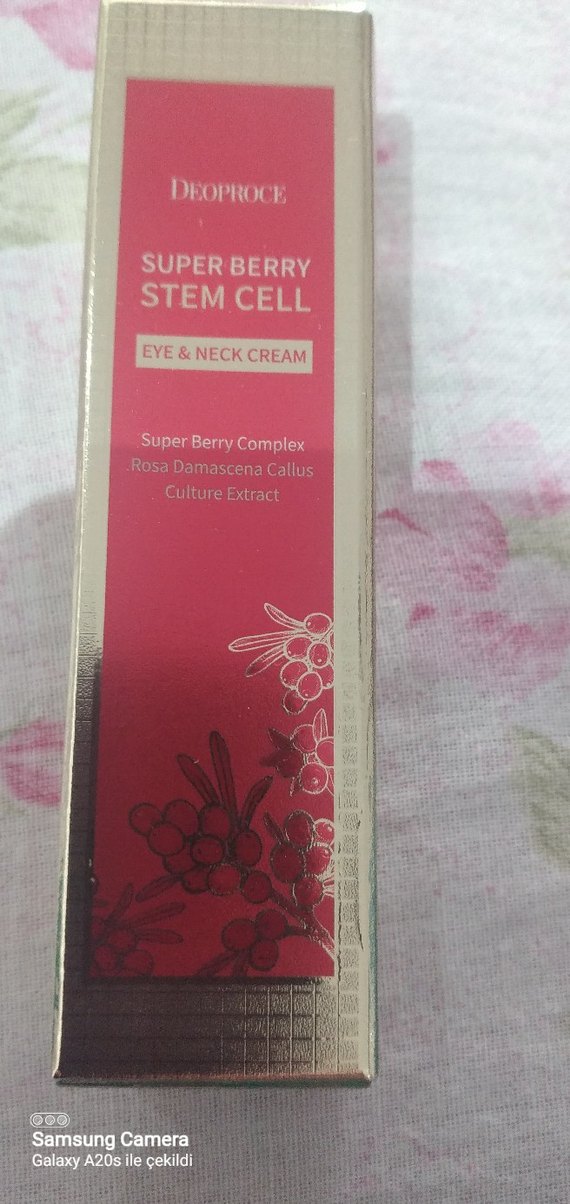 DEOPROCE
SUPER BERRY
STEM CELL
EYE & NECK CREAM
Super Berry Complex
Rosa Damascena Callus
Culture Extract
Samsung Camera
Galaxy A20s ile çekildi